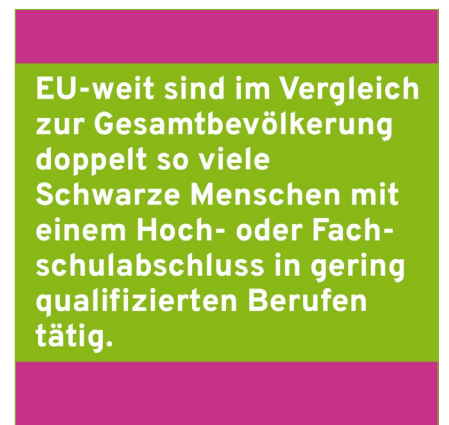 EU-weit sind im Vergleich
zur Gesamtbevölkerung
doppelt so viele
Schwarze Menschen mit
einem Hoch- oder Fach-
schulabschluss in gering
qualifizierten Berufen
tätig.